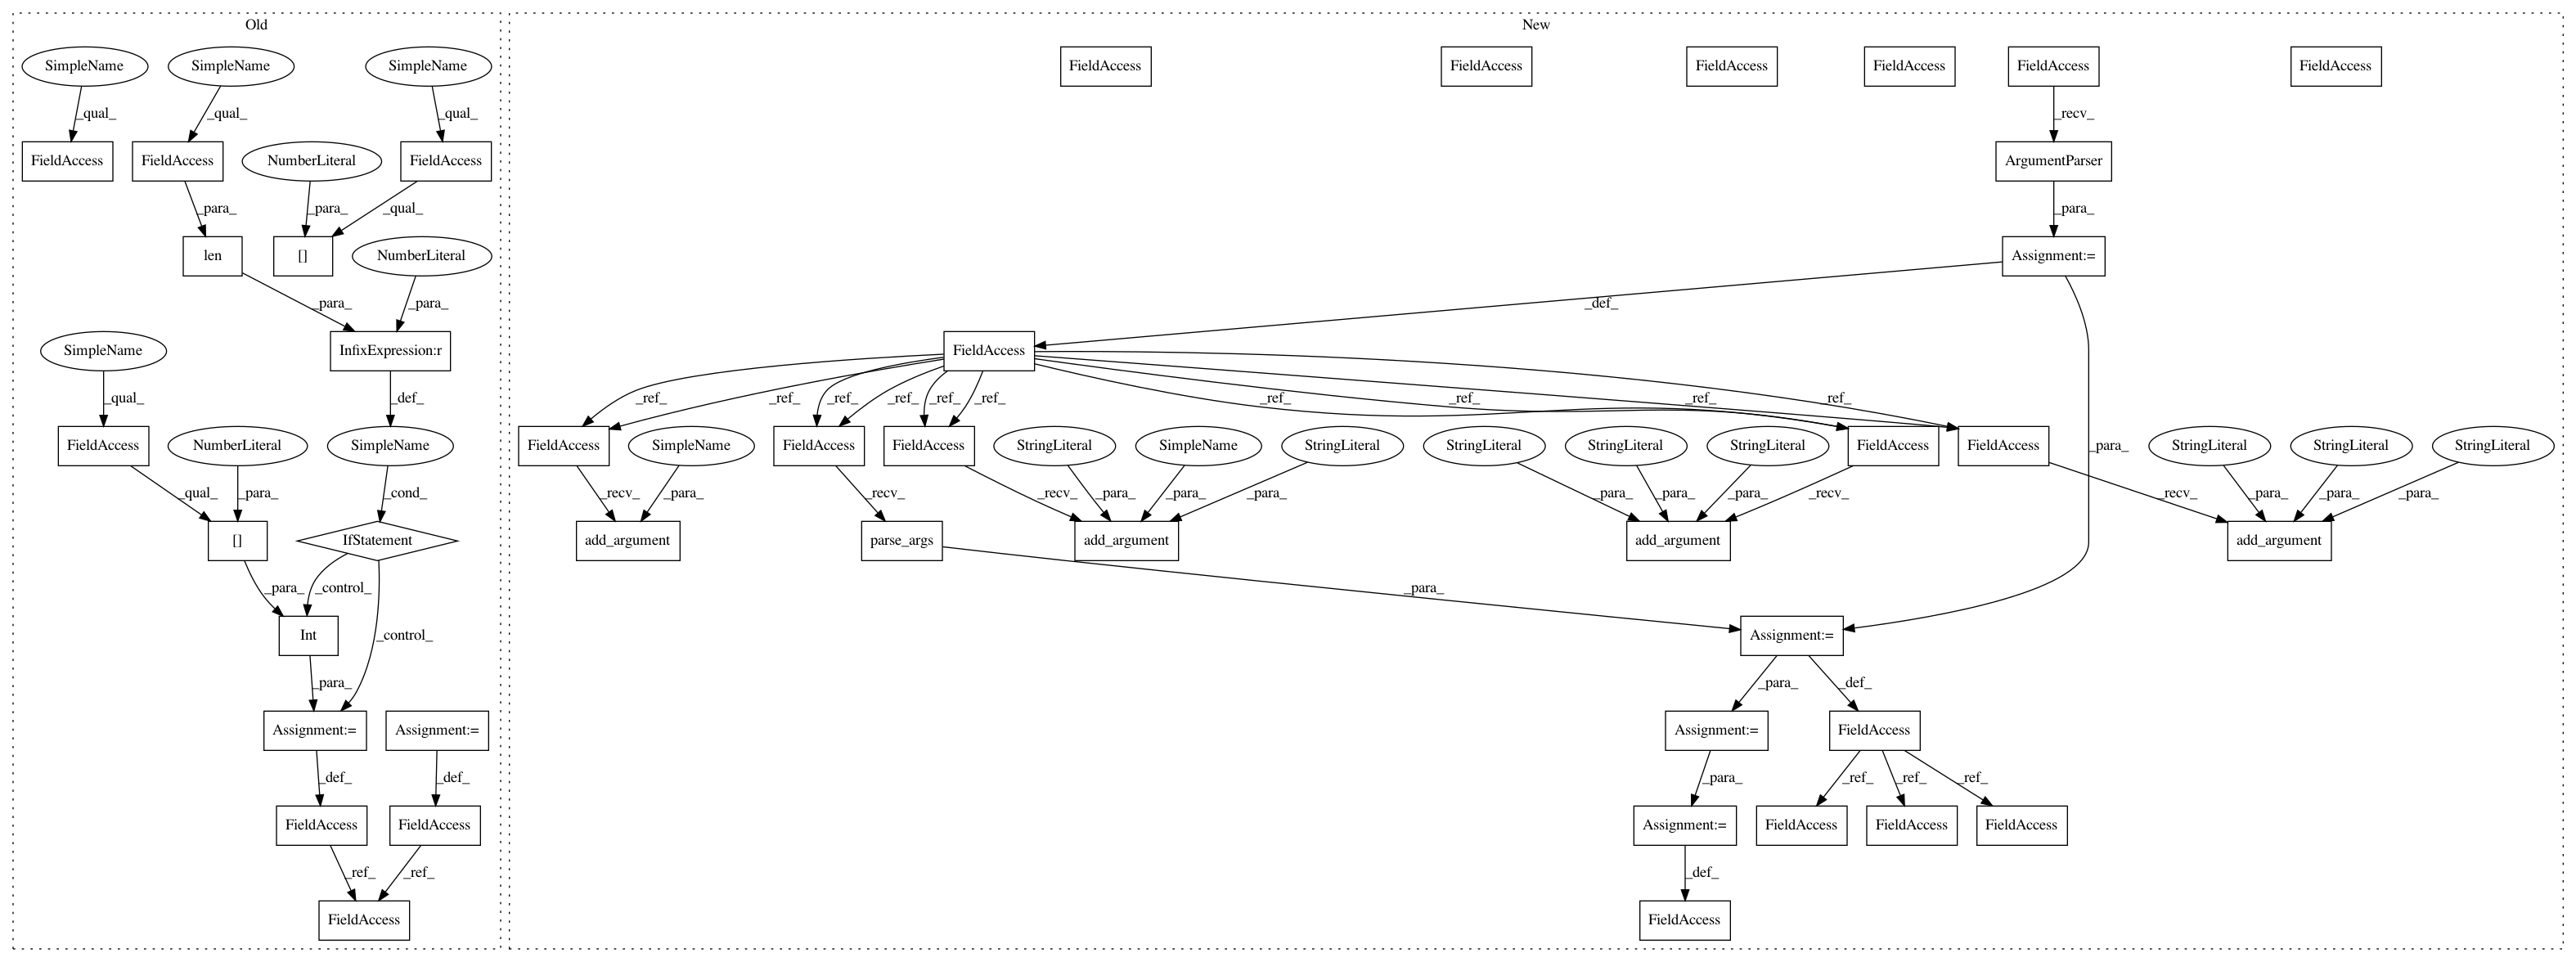 Old
New
SimpleName
SimpleName
SimpleName
FieldAccess
FieldAccess
FieldAccess
FieldAccess
FieldAccess
FieldAccess
_qual_
_qual_
_qual_
_recv_
FieldAccess
FieldAccess
NumberLiteral
FieldAccess
ArgumentParser
_para_
_para_
_qual_
_para_
len
[]
NumberLiteral
Assignment:=
_para_
_para_
_def_
SimpleName
InfixExpression:r
FieldAccess
_qual_
_def_
_ref_
_ref_
_ref_
_ref_
_ref_
_ref_
_ref_
_ref_
_ref_
_ref_
FieldAccess
NumberLiteral
SimpleName
FieldAccess
SimpleName
FieldAccess
FieldAccess
StringLiteral
SimpleName
StringLiteral
StringLiteral
StringLiteral
StringLiteral
FieldAccess
FieldAccess
StringLiteral
StringLiteral
StringLiteral
_para_
_qual_
_para_
_cond_
_recv_
_para_
_recv_
_recv_
_para_
_para_
_para_
_para_
_para_
_para_
_recv_
_recv_
_para_
_para_
_para_
[]
IfStatement
add_argument
parse_args
add_argument
add_argument
add_argument
_para_
_control_
_para_
Int
_control_
Assignment:=
_para_
_para_
_def_
Assignment:=
Assignment:=
Assignment:=
FieldAccess
_def_
_def_
_para_
_ref_
_ref_
_ref_
FieldAccess
FieldAccess
Assignment:=
FieldAccess
FieldAccess
FieldAccess
_ref_
_ref_
_def_
FieldAccess
FieldAccess